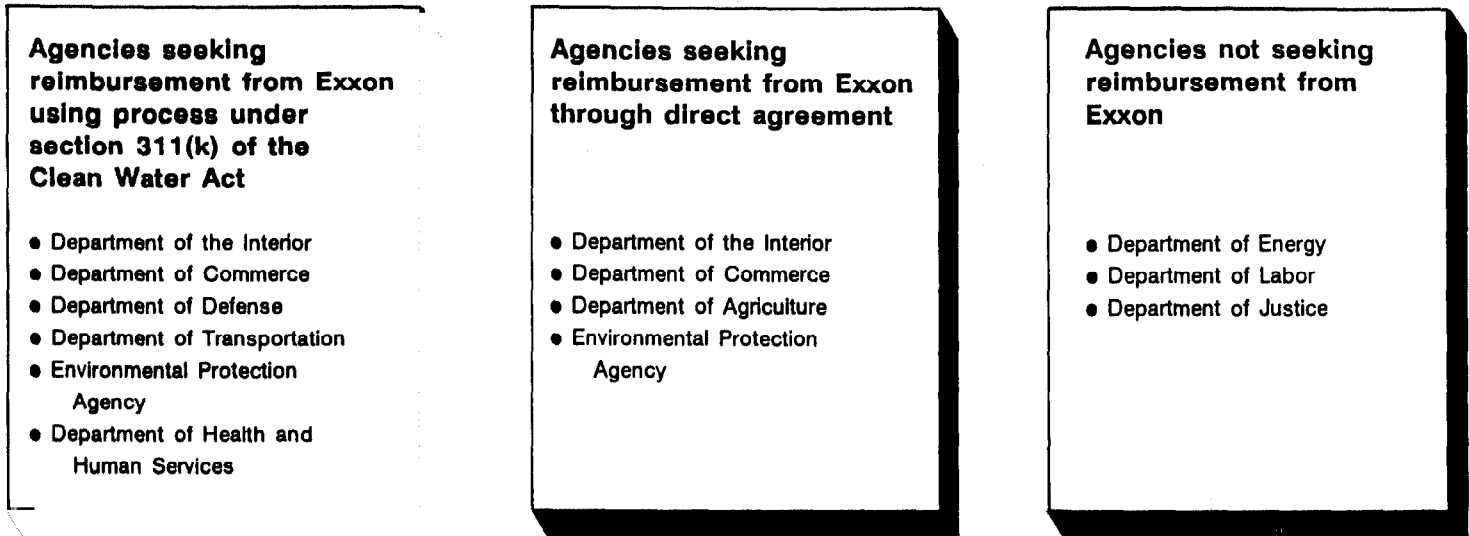 Agencies seeking
reimbursement from Exxon
using process under
section 311(k) of the
Clean Water Act
● Department of the Interior
● Department of Commerce
● Department of Defense
● Department of Transportation
● Environmental Protection
Agency
● Department of Health and
Human Services
Agencies seeking
reimbursement from Exxon
through direct agreement
● Department of the Interior
● Department of Commerce
● Department of Agriculture
● Environmental Protection
Agency
Agencies not seeking
reimbursement from
Exxon
● Department of Energy
● Department of Labor
● Department of Justice